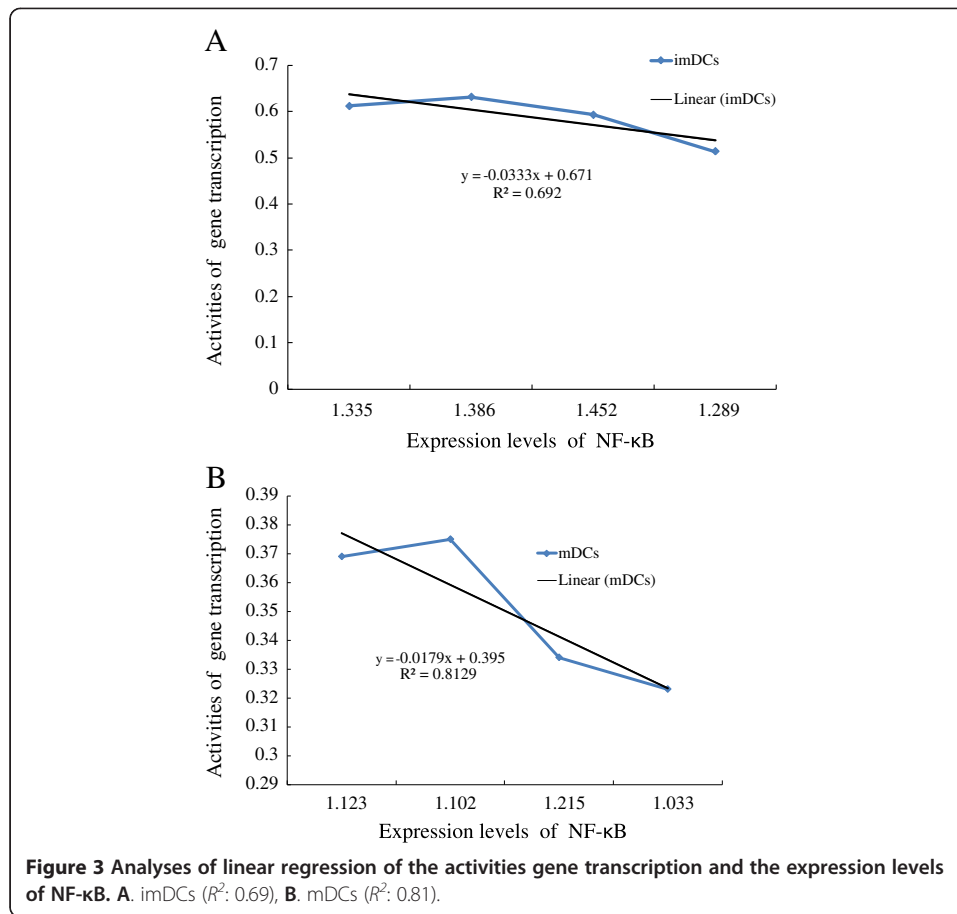 A
imDCs
Linear (imDCs)
0.7
0.6
0.5
0.4
0.3
0.2
0.1
0
Activities of gene transcription
y = -0.0333x + 0.671
R² = 0.692
1.335 1.386 1.452 1.289
Expression levels of NF-κB
B
mDCs
Linear (mDCs)
0.39
0.38
0.37
0.36
0.35
0.34
0.33
0.32
0.31
0.3
0.29
Activities of gene transcription
y = -0.0179x + 0.395
R² = 0.8129
1.123 1.102 1.215 1.033
Expression levels of NF-κB
Figure 3 Analyses of linear regression of the activities gene transcription and the expression levels
of NF-κB. A. imDCs (R²: 0.69), B. mDCs (R²: 0.81).